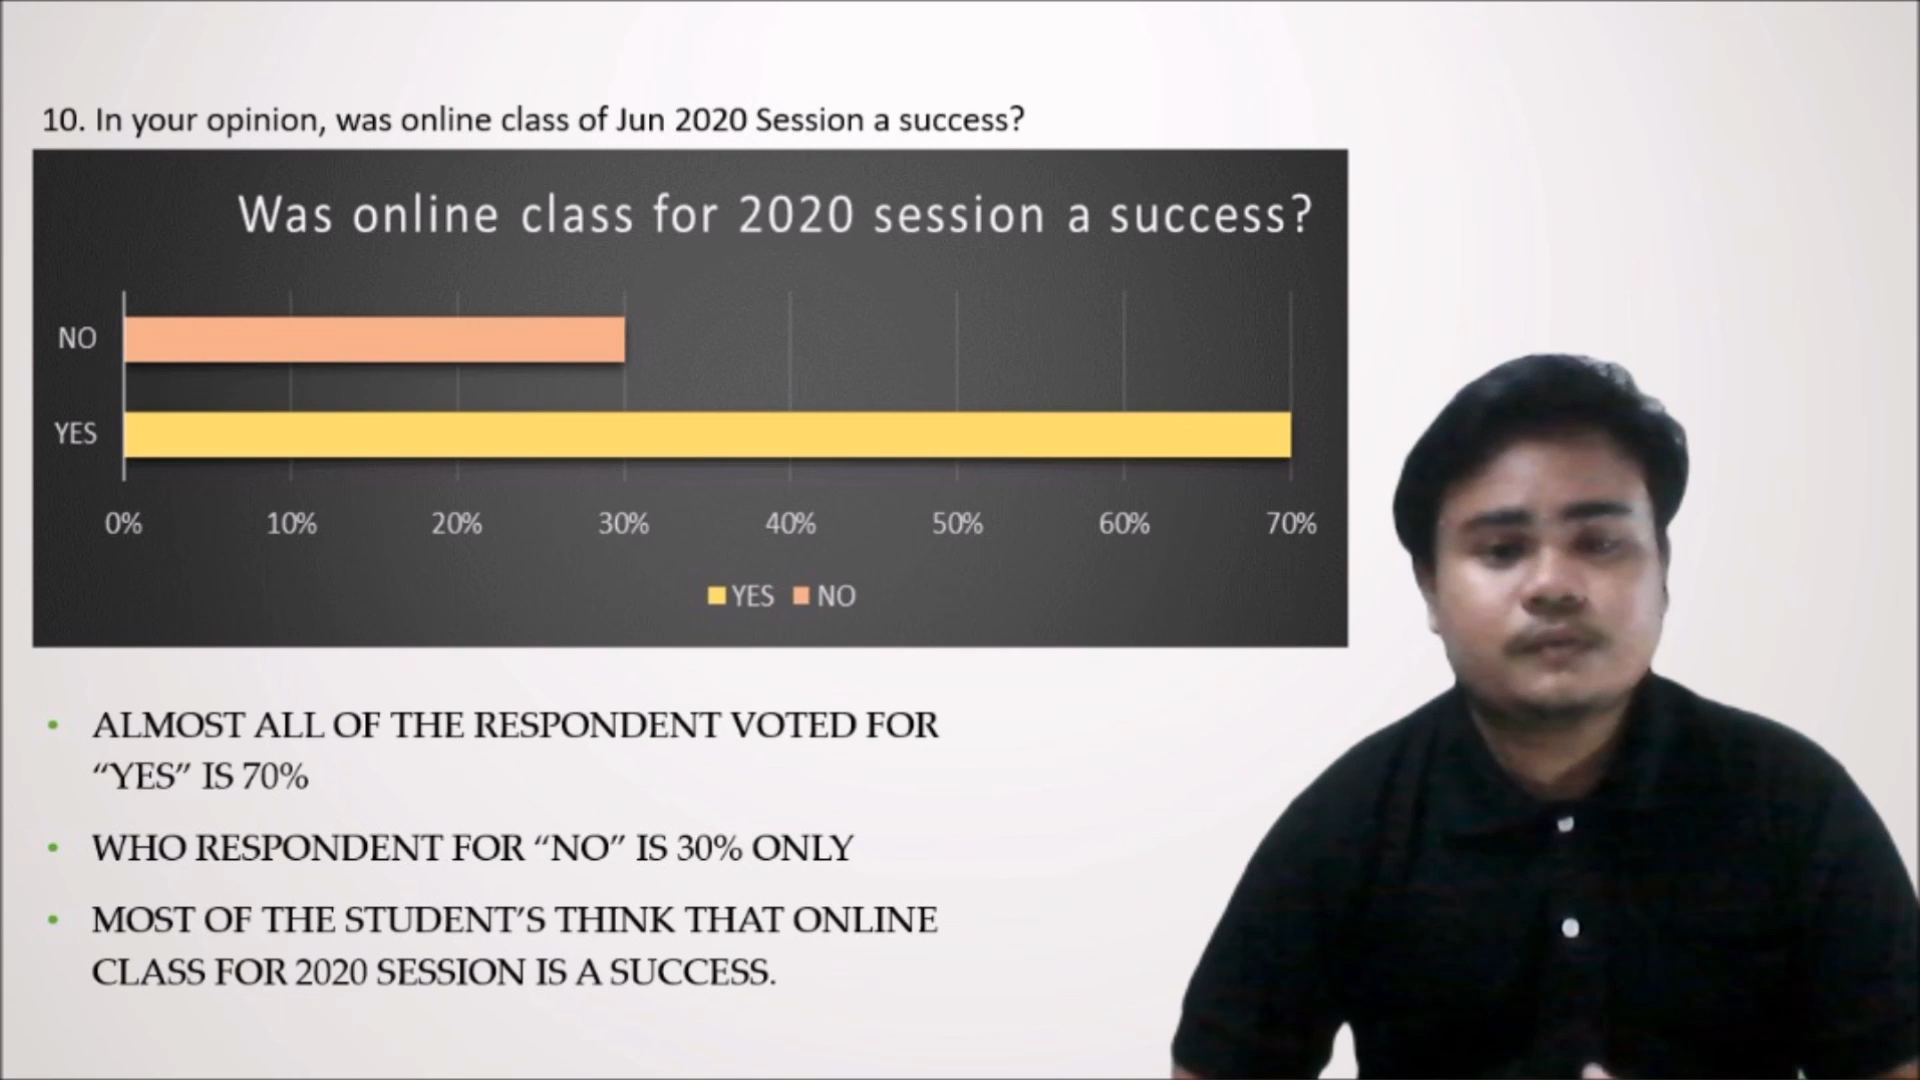 10. In your opinion, was online class of Jun 2020 Session a success?
Was online class for 2020 session a success?
NO
YES
0% 10% 20% 30% 40% 50% 60% 70%
YES NO
• ALMOST ALL OF THE RESPONDENT VOTED FOR
“YES” IS 70%
• WHO RESPONDENT FOR “NO” IS 30% ONLY
• MOST OF THE STUDENT’S THINK THAT ONLINE
CLASS FOR 2020 SESSION IS A SUCCESS.